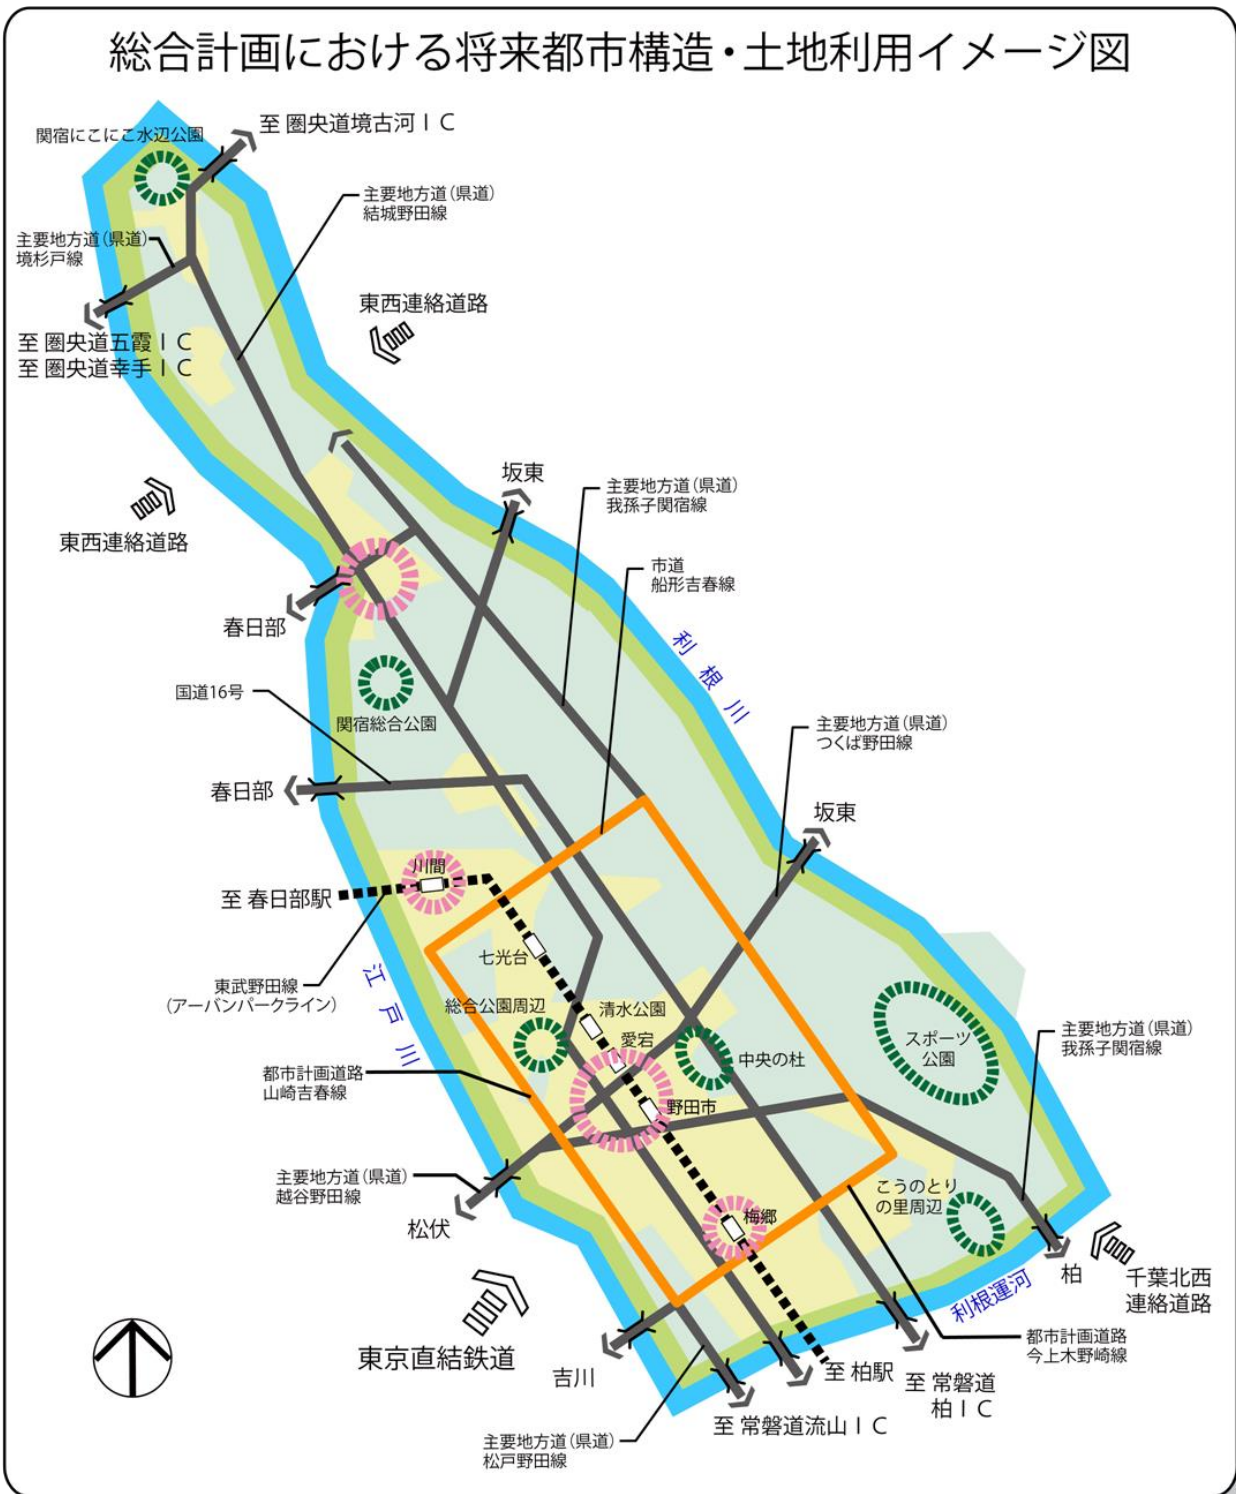 総合計画における将来都市構造・土地利用イメージ図
関宿にこにこ水辺公園
至 圏央道境古河ＩＣ
主要地方道（県道）
結城野田線
主要地方道（県道）
境杉戸線
東西連絡道路
至 圏央道五霞ＩＣ
至 圏央道幸手ＩＣ
坂東
主要地方道（県道）
我孫子関宿線
東西連絡道路
市道
船形吉春線
春日部
利根川
国道16号
関宿総合公園
主要地方道（県道）
つくば野田線
春日部
坂東
川間
至 春日部駅
七光台
東武野田線
（アーバンパークライン）
江戸川
総合公園周辺
清水公園
愛宕
中央の杜
スポーツ
公園
主要地方道（県道）
我孫子関宿線
都市計画道路
山崎吉春線
野田市
主要地方道（県道）
越谷野田線
こうのとり
の里周辺
松伏
梅郷
柏
千葉北西
連絡道路
利根運河
東京直結鉄道
都市計画道路
今上木野崎線
吉川
至 柏駅
至 常磐道
柏ＩＣ
至 常磐道流山ＩＣ
主要地方道（県道）
松戸野田線